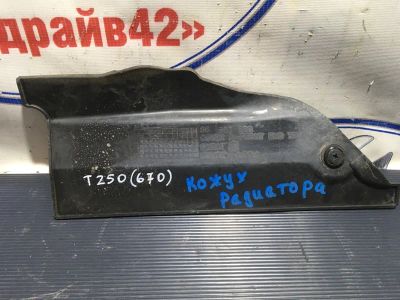 драйв42»
T250(670) кожух
радиатора